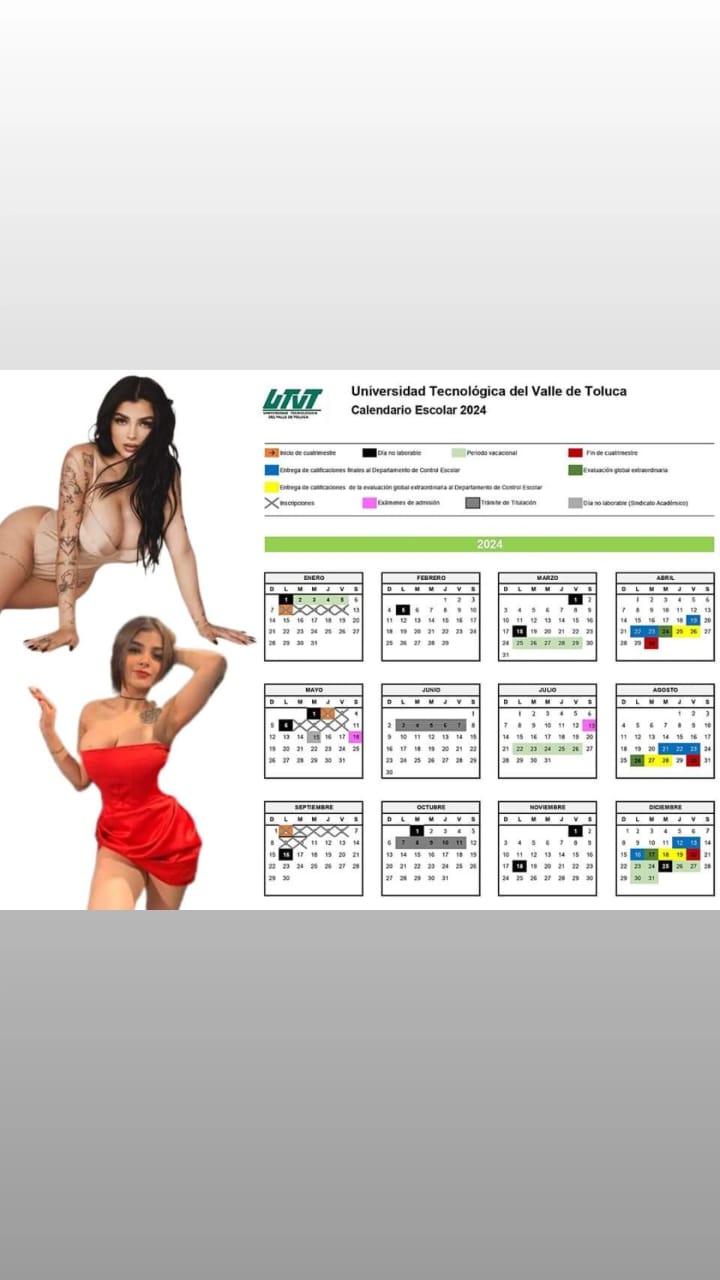 UTVT
UNIVERSIDAD TECNOLÓGICA
DEL VALLE DE TOLUCA
Universidad Tecnológica del Valle de Toluca
Calendario Escolar 2024
Inicio de cuatrimestre
Día no laborable
Periodo vacacional
Fin de cuatrimestre
Entrega de calificaciones finales al Departamento de Control Escolar
Evaluación global extraordinaria
Entrega de calificaciones de la evaluación global extraordinaria al Departamento de Control Escolar
Inscripciones
Exámenes de admisión
Trámite de Titulación
Día no laborable (Sindicato Académico)
2024
ENERO
D L M M J V S
1 2 3 4 5 6
7 13
14 15 16 17 18 19 20
21 22 23 24 25 26 27
28 29 30 31
FEBRERO
D L M M J V S
1 2 3
4 5 6 7 8 9 10
11 12 13 14 15 16 17
18 19 20 21 22 23 24
25 26 27 28 29
MARZO
D L M M J V S
1 2
3 4 5 6 7 8 9
10 11 12 13 14 15 16
17 18 19 20 21 22 23
24 25 26 27 28 29 30
31
ABRIL
D L M M J V S
1 2 3 4 5 6
7 8 9 10 11 12 13
14 15 16 17 18 19 20
21 22 23 24 25 26 27
28 29 30
MAYO
D L M M J V S
1
5 6 11
12 13 14 15 16 17 18
19 20 21 22 23 24 25
26 27 28 29 30 31
JUNIO
D L M M J V S
1
2 3 4 5 6 7 8
9 10 11 12 13 14 15
16 17 18 19 20 21 22
23 24 25 26 27 28 29
30
JULIO
D L M M J V S
1 2 3 4 5 6
7 8 9 10 11 12 13
14 15 16 17 18 19 20
21 22 23 24 25 26 27
28 29 30 31
AGOSTO
D L M M J V S
1 2 3
4 5 6 7 8 9 10
11 12 13 14 15 16 17
18 19 20 21 22 23 24
25 26 27 28 29 30 31
SEPTIEMBRE
D L M M J V S
1 7
8 11 12 13 14
15 16 17 18 19 20 21
22 23 24 25 26 27 28
29 30
OCTUBRE
D L M M J V S
1 2 3 4 5
6 7 8 9 10 11 12
13 14 15 16 17 18 19
20 21 22 23 24 25 26
27 28 29 30 31
NOVIEMBRE
D L M M J V S
1 2
3 4 5 6 7 8 9
10 11 12 13 14 15 16
17 18 19 20 21 22 23
24 25 26 27 28 29 30
DICIEMBRE
D L M M J V S
1 2 3 4 5 6 7
8 9 10 11 12 13 14
15 16 17 18 19 20 21
22 23 24 25 26 27 28
29 30 31